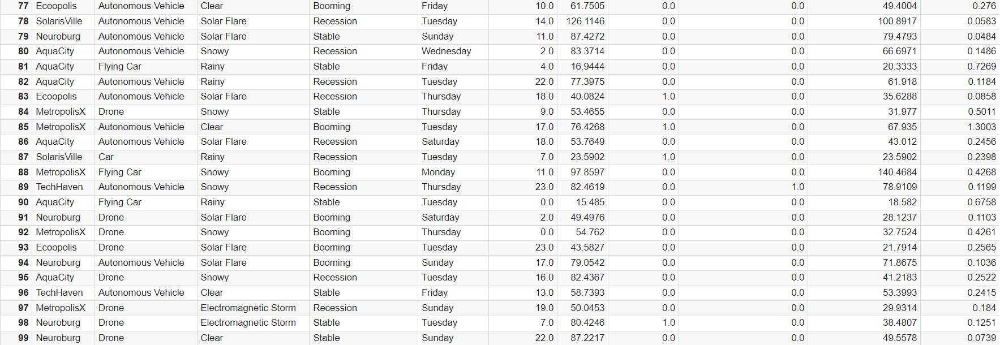 77 Ecoopolis Autonomous Vehicle Clear Booming Friday 10.0 61.7505 0.0 0.0 49.4004 0.276
78 SolarisVille Autonomous Vehicle Solar Flare Recession Tuesday 14.0 126.1146 0.0 0.0 100.8917 0.0583
79 Neuroburg Autonomous Vehicle Solar Flare Stable Sunday 11.0 87.4272 0.0 0.0 79.4793 0.0484
80 AquaCity Autonomous Vehicle Snowy Recession Wednesday 2.0 83.3714 0.0 0.0 66.6971 0.1486
81 AquaCity Flying Car Rainy Stable Friday 4.0 16.9444 0.0 0.0 20.3333 0.7269
82 AquaCity Autonomous Vehicle Rainy Recession Tuesday 22.0 77.3975 0.0 0.0 61.918 0.1184
83 Ecoopolis Autonomous Vehicle Solar Flare Recession Thursday 18.0 40.0824 1.0 0.0 35.6288 0.0858
84 MetropolisX Drone Snowy Stable Thursday 9.0 53.4655 0.0 0.0 31.977 0.5011
85 MetropolisX Autonomous Vehicle Clear Booming Tuesday 17.0 76.4268 1.0 0.0 67.935 1.3003
86 AquaCity Autonomous Vehicle Solar Flare Recession Saturday 18.0 53.7649 0.0 0.0 43.012 0.2456
87 SolarisVille Car Rainy Recession Tuesday 7.0 23.5902 1.0 0.0 23.5902 0.2398
88 MetropolisX Flying Car Snowy Booming Monday 11.0 97.8597 0.0 0.0 140.4684 0.4268
89 TechHaven Autonomous Vehicle Snowy Recession Thursday 23.0 82.4619 0.0 1.0 78.9109 0.1199
90 AquaCity Flying Car Rainy Stable Tuesday 0.0 15.485 0.0 0.0 18.582 0.6758
91 Neuroburg Drone Solar Flare Booming Saturday 2.0 49.4976 0.0 0.0 28.1237 0.1103
92 MetropolisX Drone Snowy Booming Thursday 0.0 54.762 0.0 0.0 32.7524 0.4261
93 Ecoopolis Drone Solar Flare Booming Tuesday 23.0 43.5827 0.0 0.0 21.7914 0.2565
94 Neuroburg Autonomous Vehicle Solar Flare Booming Sunday 17.0 79.0542 0.0 0.0 71.8675 0.1036
95 AquaCity Drone Snowy Recession Tuesday 16.0 82.4367 0.0 0.0 41.2183 0.2522
96 TechHaven Autonomous Vehicle Clear Stable Friday 13.0 58.7393 0.0 0.0 53.3993 0.2415
97 MetropolisX Drone Electromagnetic Storm Recession Sunday 19.0 50.0453 0.0 0.0 29.9314 0.184
98 Neuroburg Drone Electromagnetic Storm Stable Tuesday 7.0 80.4246 1.0 0.0 38.4807 0.1251
99 Neuroburg Drone Clear Stable Sunday 22.0 87.2217 0.0 0.0 49.5578 0.0739